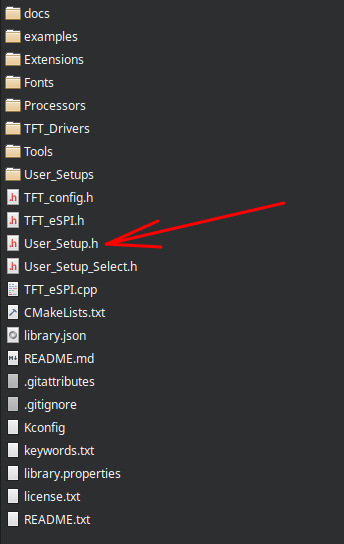 docs
examples
Extensions
Fonts
Processors
TFT_Drivers
Tools
User_Setups
TFT_config.h
TFT_eSPI.h
User_Setup.h
User_Setup_Select.h
TFT_eSPI.cpp
CMakeLists.txt
library.json
README.md
.gitattributes
.gitignore
Kconfig
keywords.txt
library.properties
license.txt
README.txt